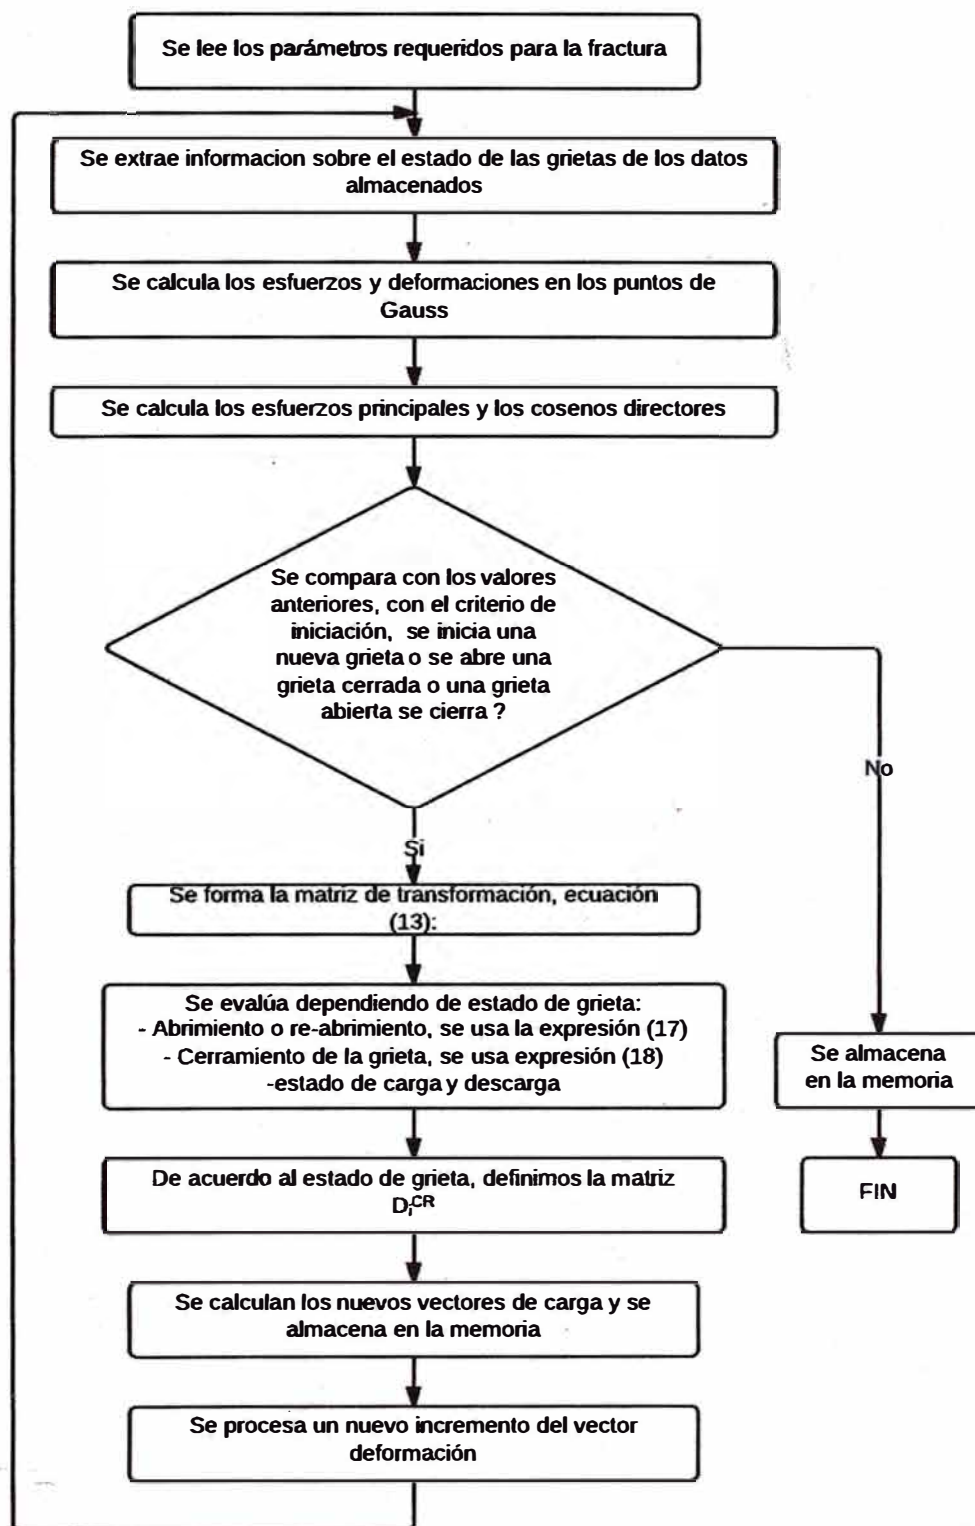 Se lee los parámetros requeridos para la fractura
Se extrae informacion sobre el estado de las grietas de los datos
almacenados
Se calcula los esfuerzos y deformaciones en los puntos de
Gauss
Se calcula los esfuerzos principales y los cosenos directores
Se compara con los valores
anteriores, con el criterio de
iniciación, se inicia una
nueva grieta o se abre una
grieta cerrada o una grieta
abierta se cierra ?
No
Si
Se forma la matriz de transformación, ecuación
(13):
Se evalúa dependiendo de estado de grieta:
- Abrimiento o re-abrimiento, se usa la expresión (17)
- Cerramiento de la grieta, se usa expresión (18)
-estado de carga y descarga
Se almacena
en la memoria
De acuerdo al estado de grieta, definimos la matriz
DᵢCR
FIN
Se calculan los nuevos vectores de carga y se
almacena en la memoria
Se procesa un nuevo incremento del vector
deformación